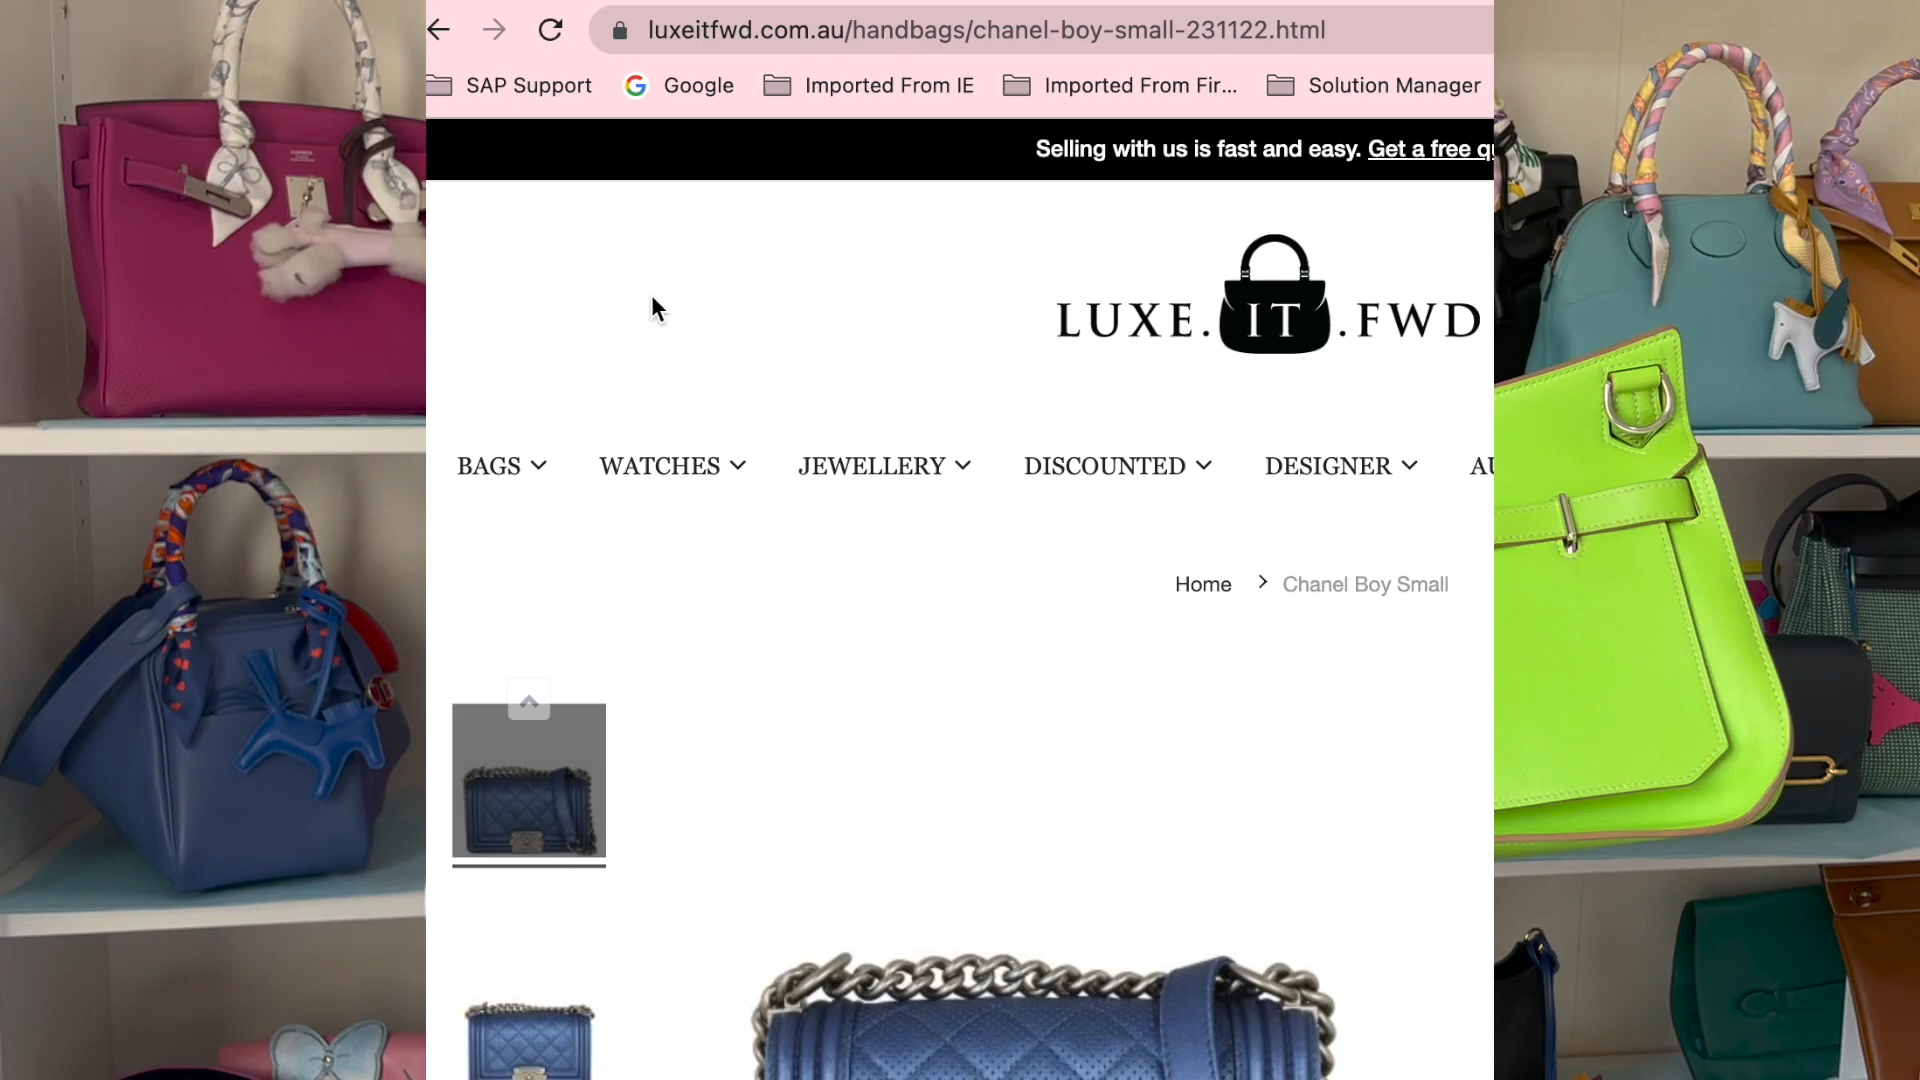 luxeitfwd.com.au/handbags/chanel-boy-small-231122.html
SAP Support Google Imported From IE Imported From Fir... Solution Manager
Selling with us is fast and easy. Get a free qu
LUXE. IT .FWD
BAGS WATCHES JEWELLERY DISCOUNTED DESIGNER AU
Home > Chanel Boy Small